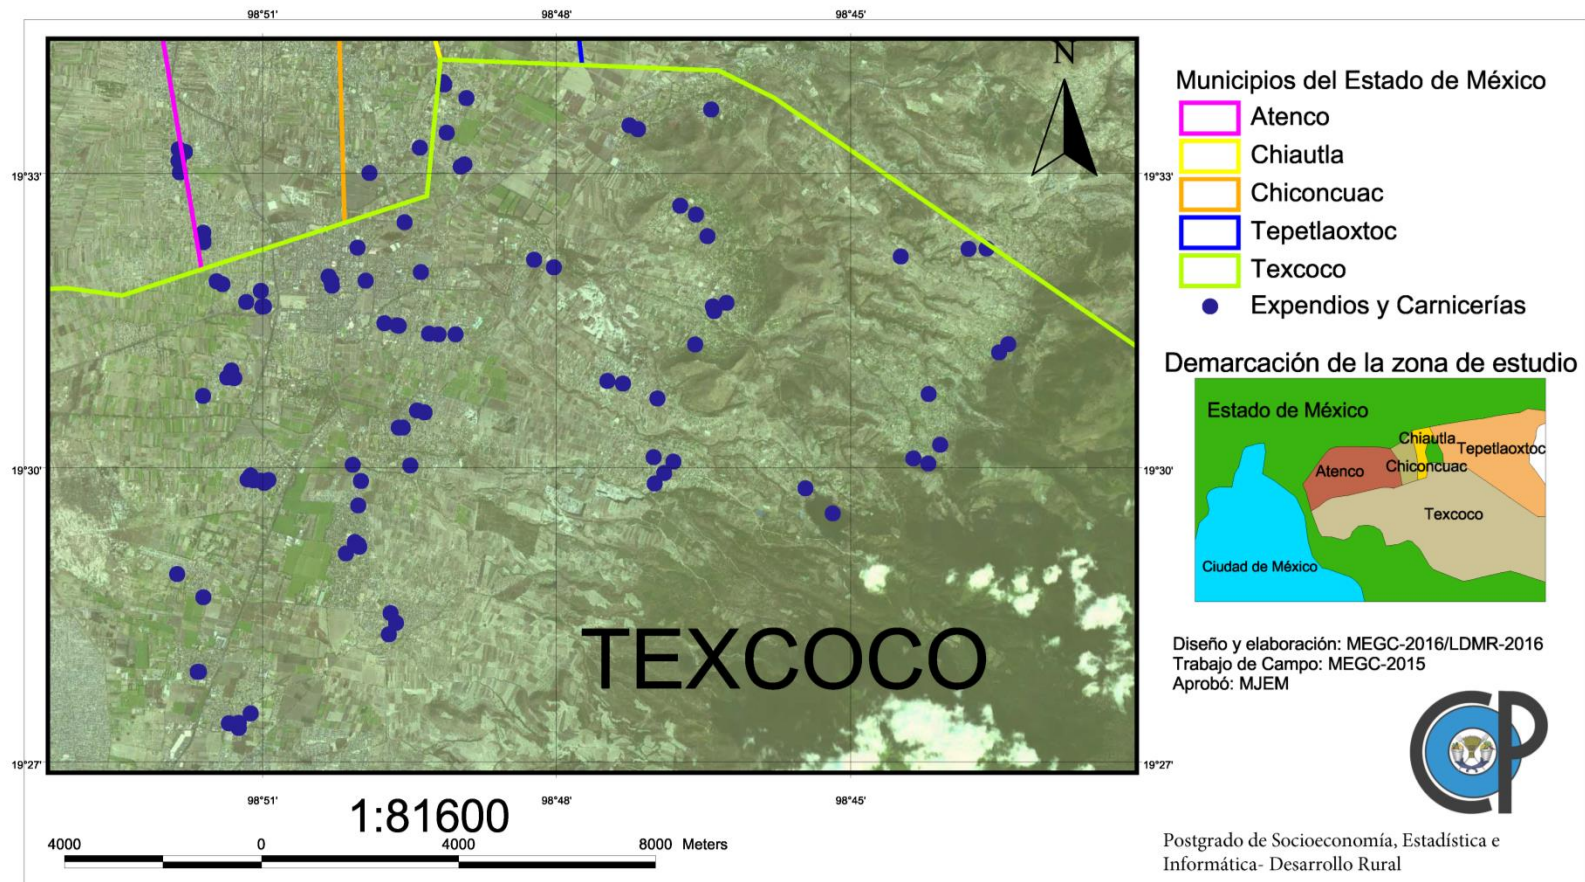 98°51'
98°48'
98°45'
N
19°33'
19°33'
19°30'
19°30'
19°27'
19°27'
TEXCOCO
98°51'
98°48'
98°45'
1:81600
4000
0
4000
8000 Meters
Municipios del Estado de México
Atenco
Chiautla
Chiconcuac
Tepetlaoxtoc
Texcoco
Expendios y Carnicerías
Demarcación de la zona de estudio
Estado de México
Chiautla
Tepetlaoxtoc
Atenco
Chiconcuac
Texcoco
Ciudad de México
Diseño y elaboración: MEGC-2016/LDMR-2016
Trabajo de Campo: MEGC-2015
Aprobó: MJEM
CP
Postgrado de Socioeconomía, Estadística e
Informática- Desarrollo Rural